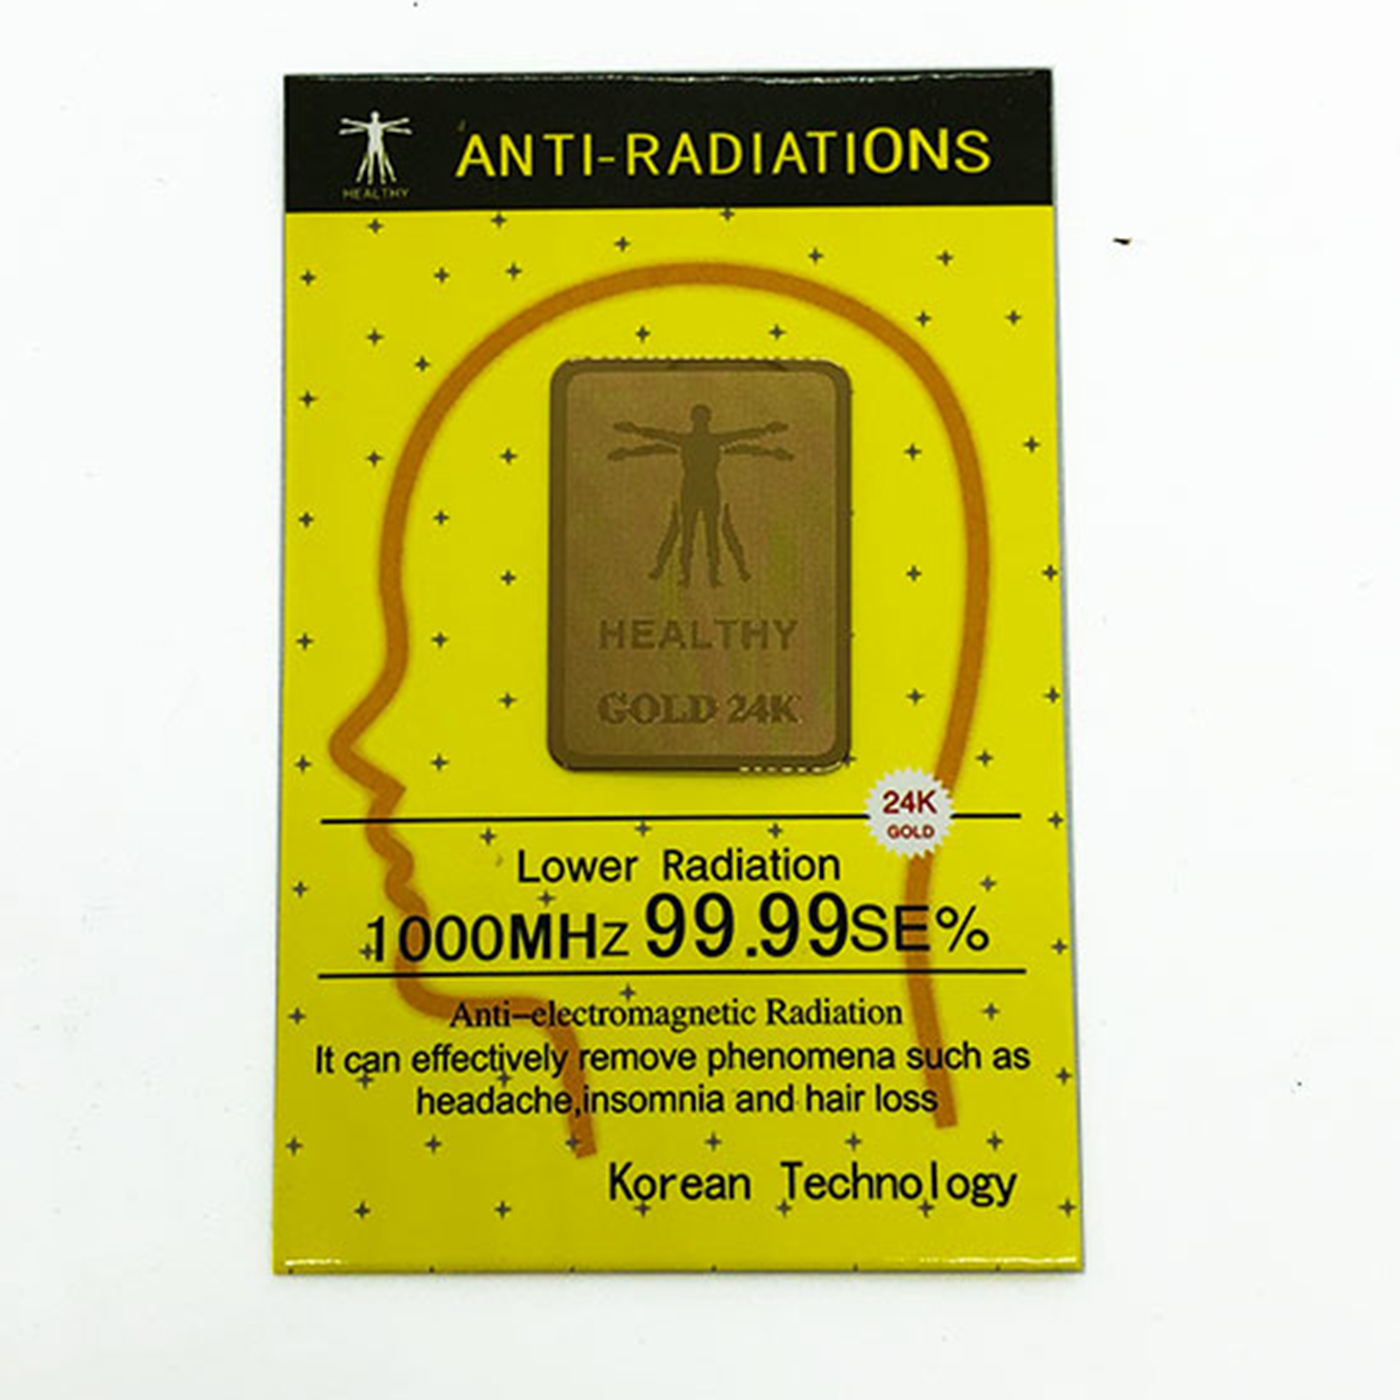 ANTI-RADIATIONS
HEALTHY
HEALTHY
GOLD 24K
24K
GOLD
Lower Radiation
1000MHZ 99.99SE%
Anti-electromagnetic Radiation
It can effectively remove phenomena such as
headache,insomnia and hair loss
Korean Technology